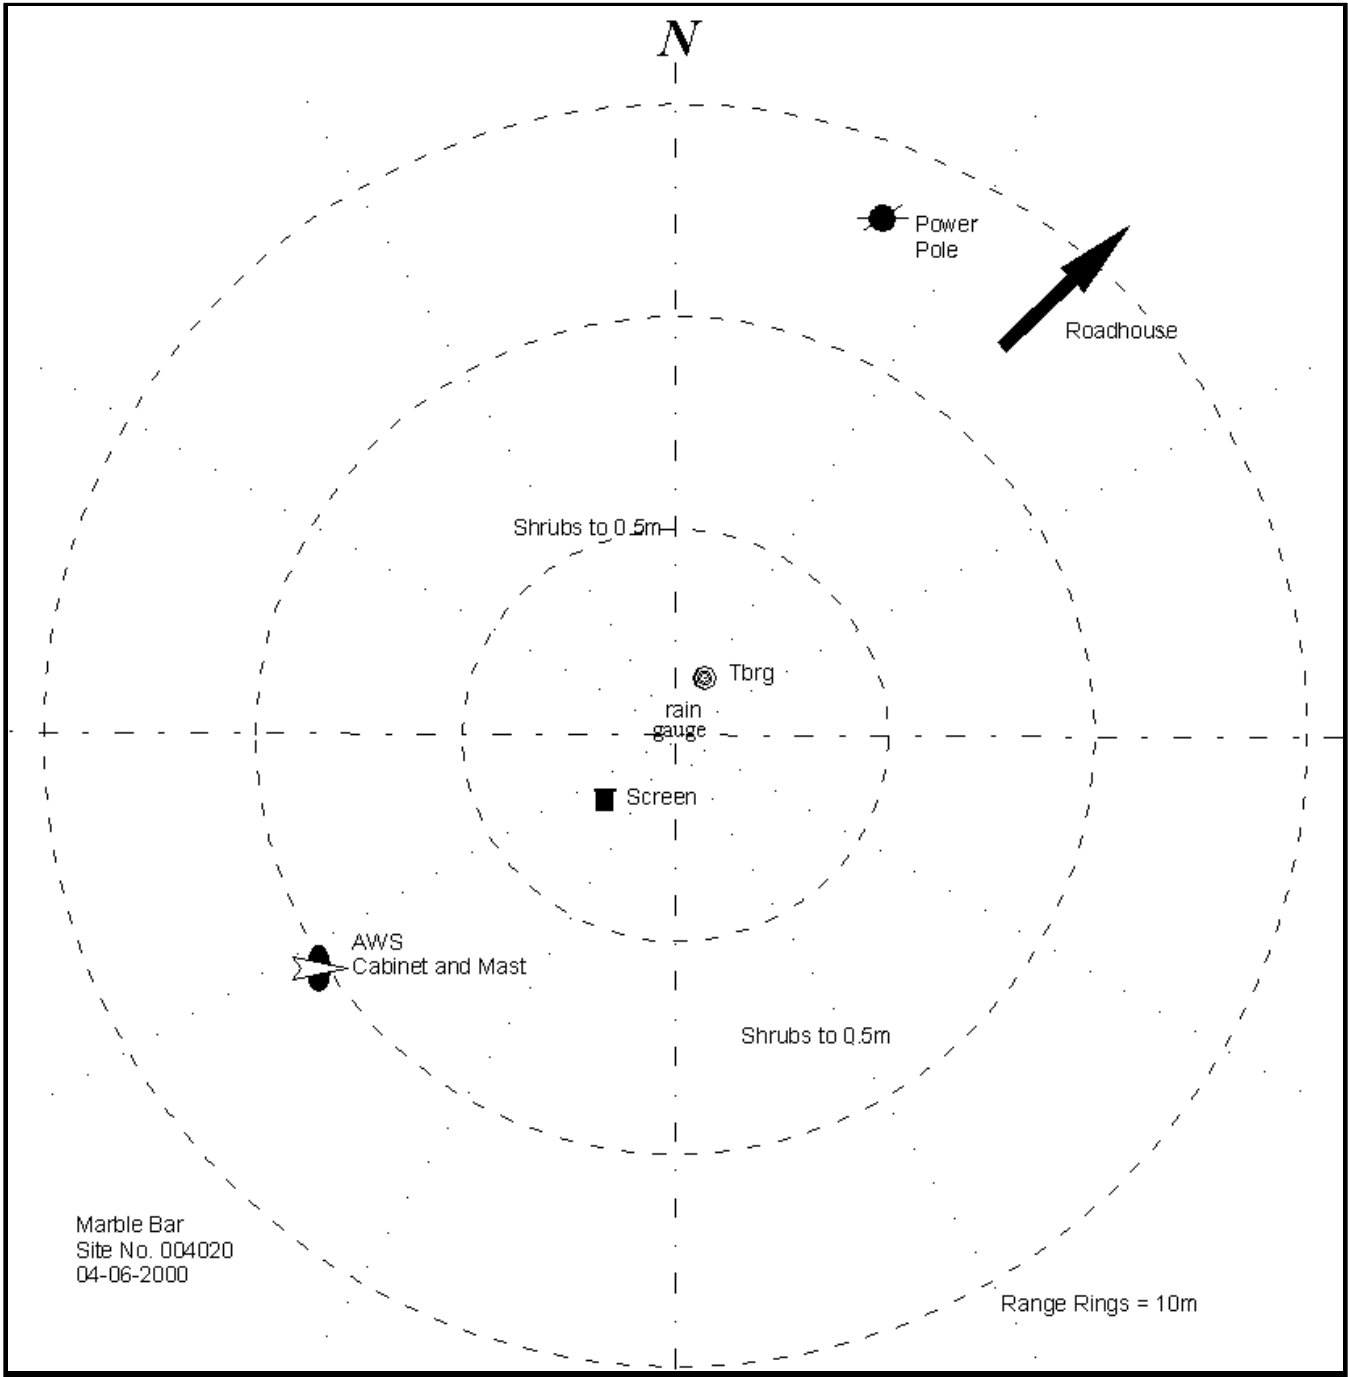 N
Power
Pole
Roadhouse
Shrubs to 0.5m
Tbrg
rain
gauge
Screen
AWS
Cabinet and Mast
Shrubs to 0.5m
Marble Bar
Site No. 004020
04-06-2000
Range Rings = 10m